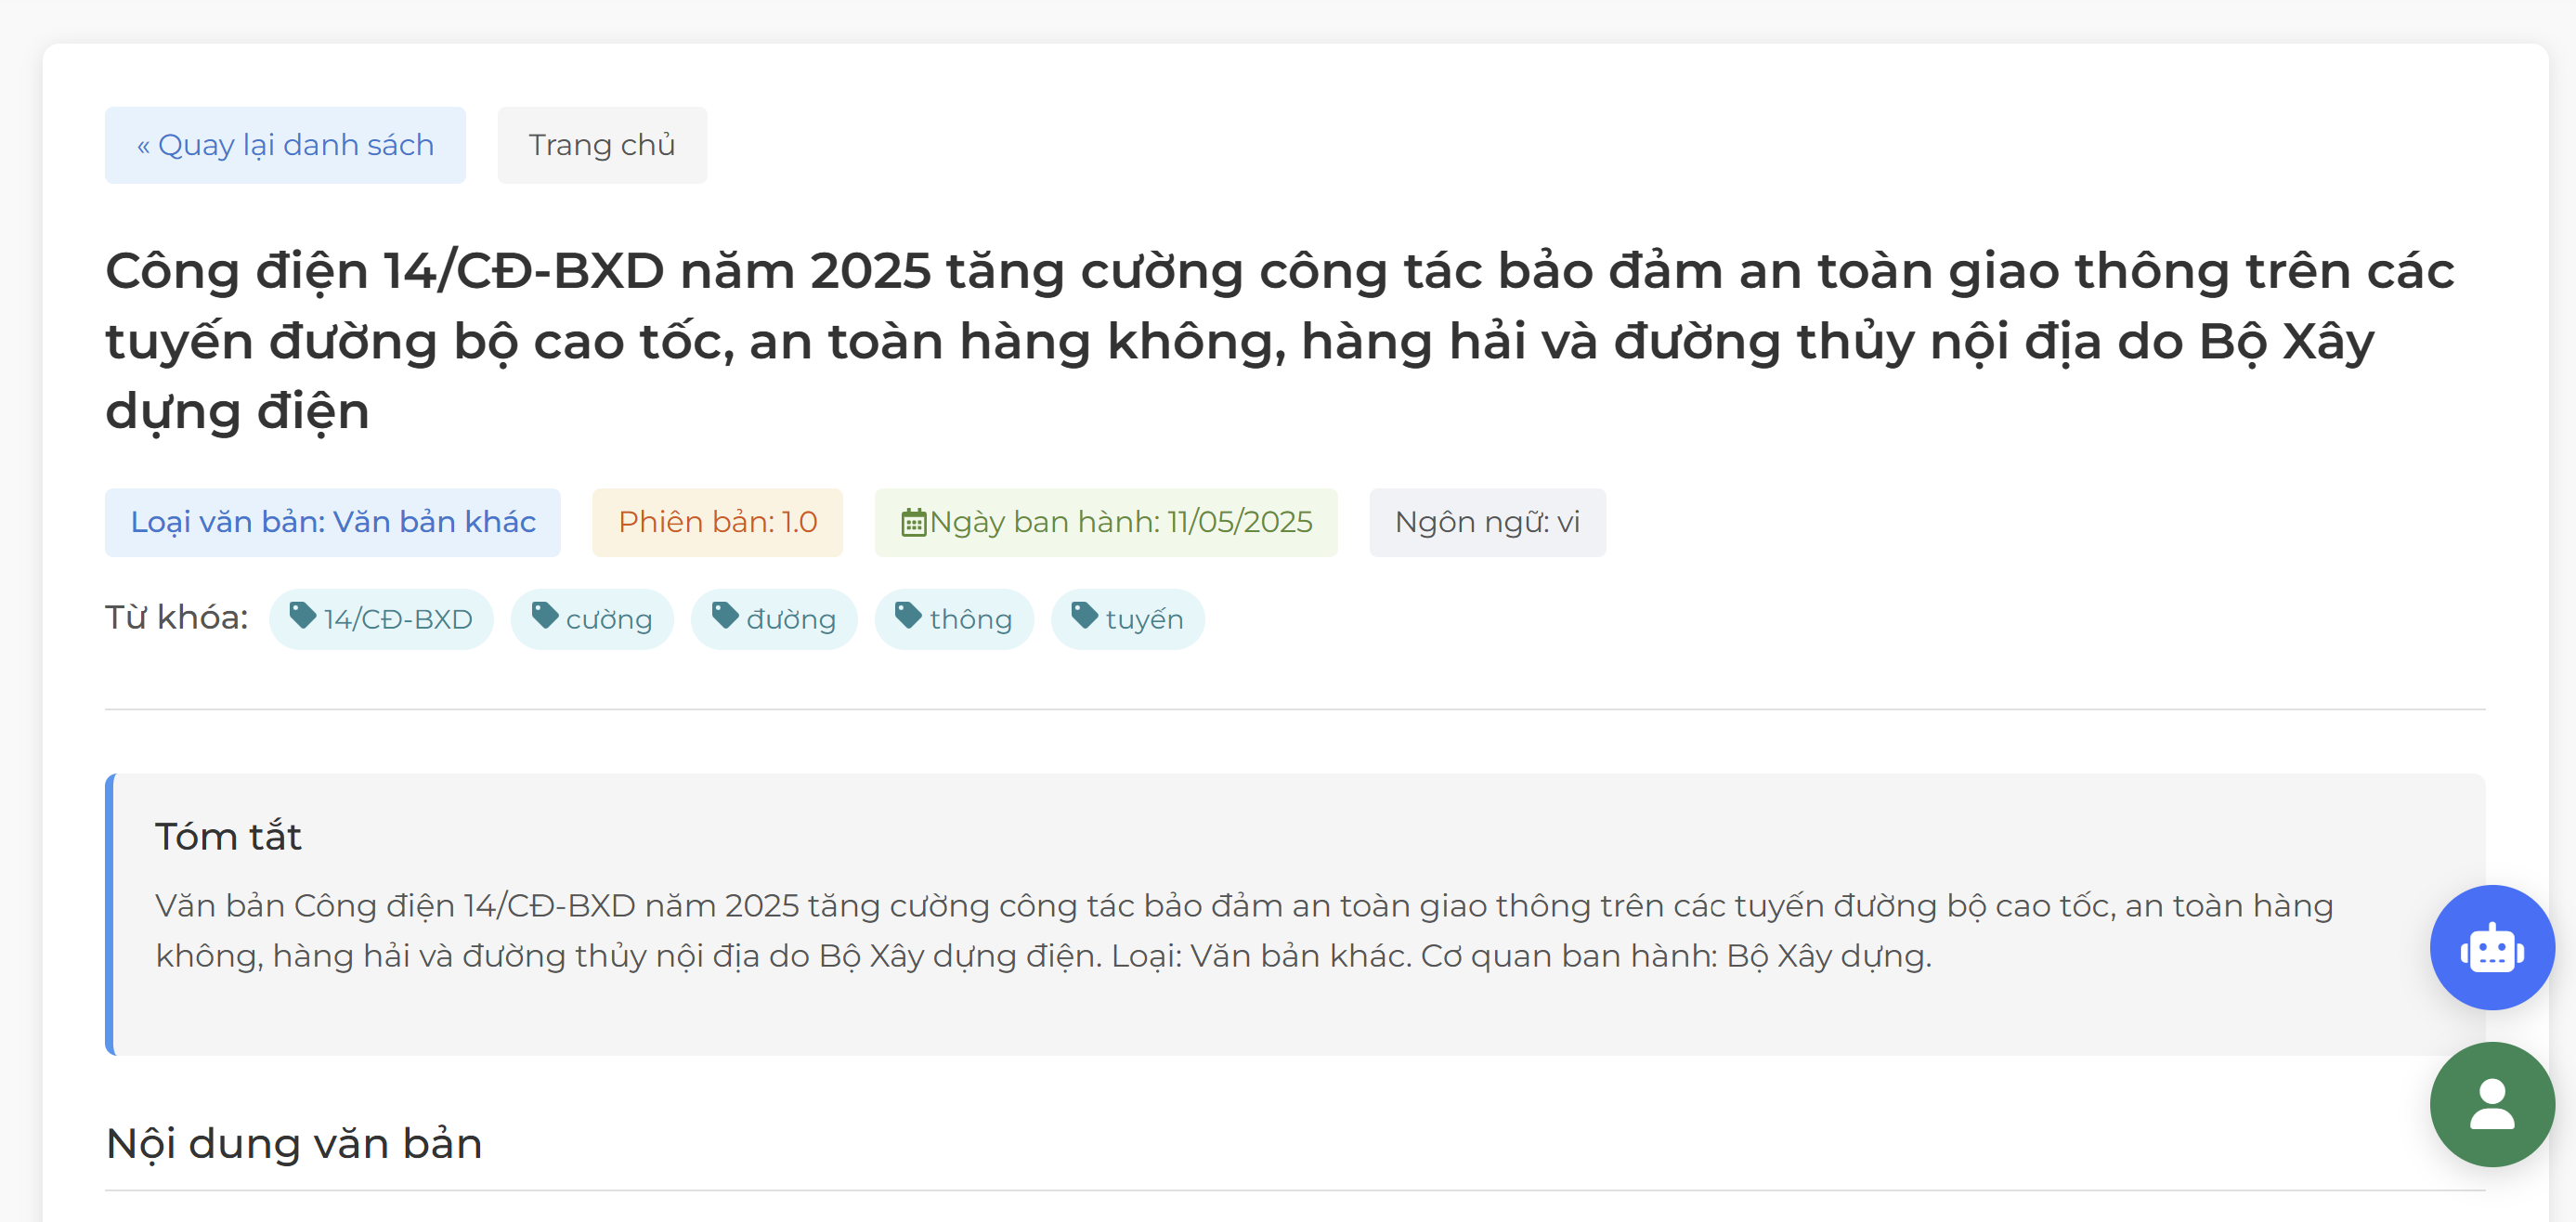 « Quay lại danh sách
Trang chủ
Công điện 14/CĐ-BXD năm 2025 tăng cường công tác bảo đảm an toàn giao thông trên các
tuyến đường bộ cao tốc, an toàn hàng không, hàng hải và đường thủy nội địa do Bộ Xây
dựng điện
Loại văn bản: Văn bản khác
Phiên bản: 1.0
Ngày ban hành: 11/05/2025
Ngôn ngữ: vi
Từ khóa:
14/CĐ-BXD
cường
đường
thông
tuyến
Tóm tắt
Văn bản Công điện 14/CĐ-BXD năm 2025 tăng cường công tác bảo đảm an toàn giao thông trên các tuyến đường bộ cao tốc, an toàn hàng
không, hàng hải và đường thủy nội địa do Bộ Xây dựng điện. Loại: Văn bản khác. Cơ quan ban hành: Bộ Xây dựng.
Nội dung văn bản